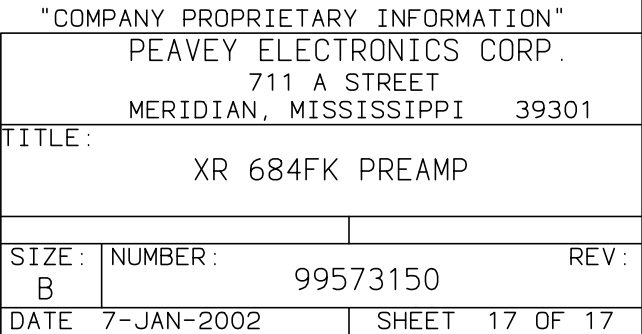 "COMPANY PROPRIETARY INFORMATION"
PEAVEY ELECTRONICS CORP.
711 A STREET
MERIDIAN, MISSISSIPPI 39301
TITLE:
XR 684FK PREAMP
SIZE: NUMBER: REV:
B 99573150
DATE 7-JAN-2002 SHEET 17 OF 17